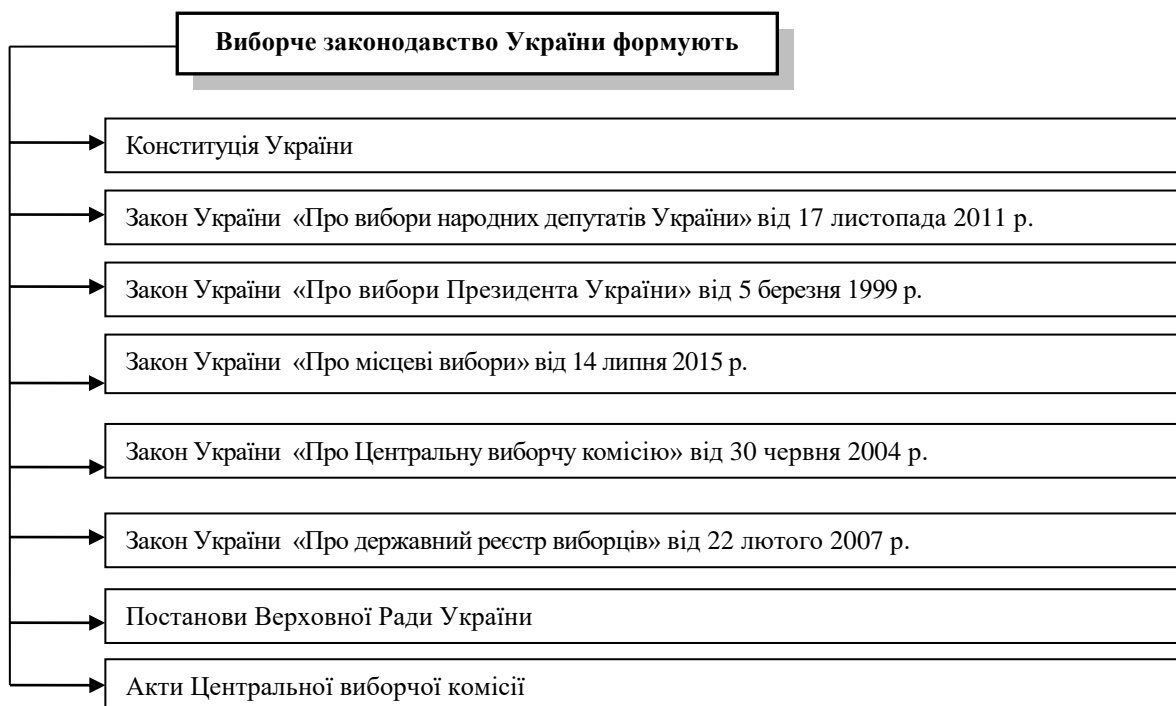 Виборче законодавство України формують
Конституція України
Закон України «Про вибори народних депутатів України» від 17 листопада 2011 р.
Закон України «Про вибори Президента України» від 5 березня 1999 р.
Закон України «Про місцеві вибори» від 14 липня 2015 р.
Закон України «Про Центральну виборчу комісію» від 30 червня 2004 р.
Закон України «Про державний реєстр виборців» від 22 лютого 2007 р.
Постанови Верховної Ради України
Акти Центральної виборчої комісії